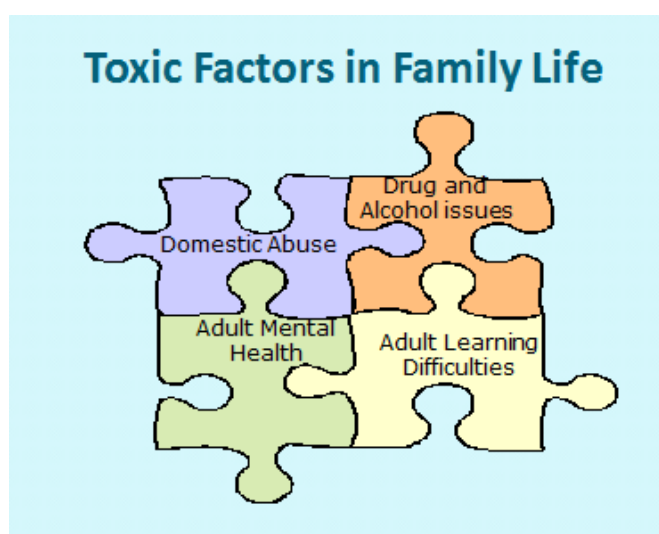 Toxic Factors in Family Life
Drug and
Alcohol issues
Domestic Abuse
Adult Mental
Health
Adult Learning
Difficulties